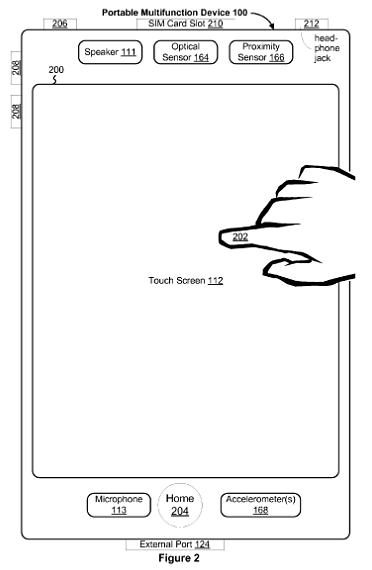 Portable Multifunction Device 100
206
SIM Card Slot 210
212
head-
phone
jack
Speaker 111
Optical
Sensor 164
Proximity
Sensor 166
208
200
208
202
Touch Screen 112
Microphone
113
Home
204
Accelerometer(s)
168
External Port 124
Figure 2